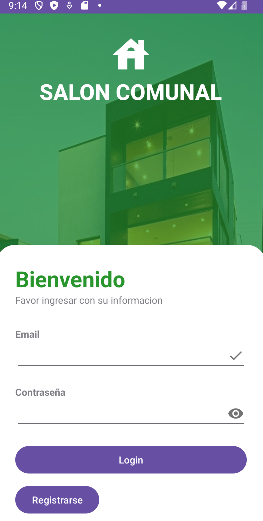 9:14
SALON COMUNAL
Bienvenido
Favor ingresar con su informacion
Email
Contraseña
Login
Registrarse